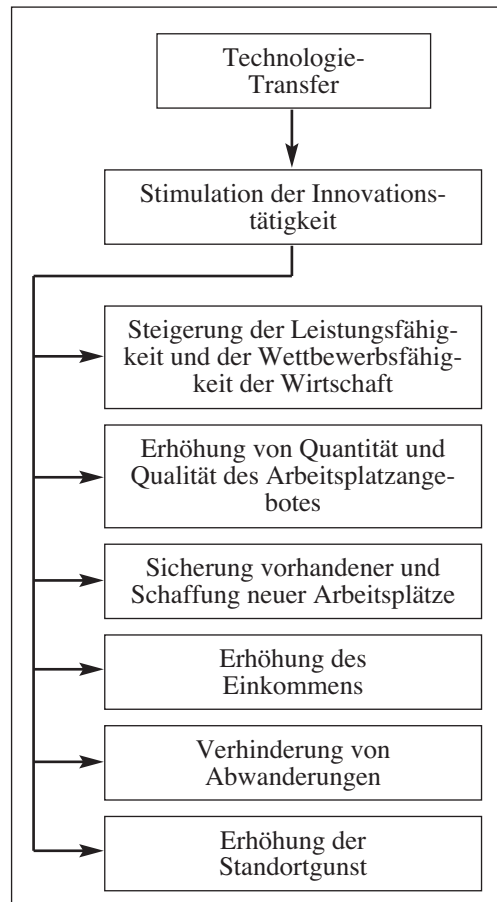 Technologie-
Transfer
Stimulation der Innovations-
tätigkeit
Steigerung der Leistungsfähig-
keit und der Wettbewerbsfähig-
keit der Wirtschaft
Erhöhung von Quantität und
Qualität des Arbeitsplatzange-
botes
Sicherung vorhandener und
Schaffung neuer Arbeitsplätze
Erhöhung des
Einkommens
Verhinderung von
Abwanderungen
Erhöhung der
Standortgunst